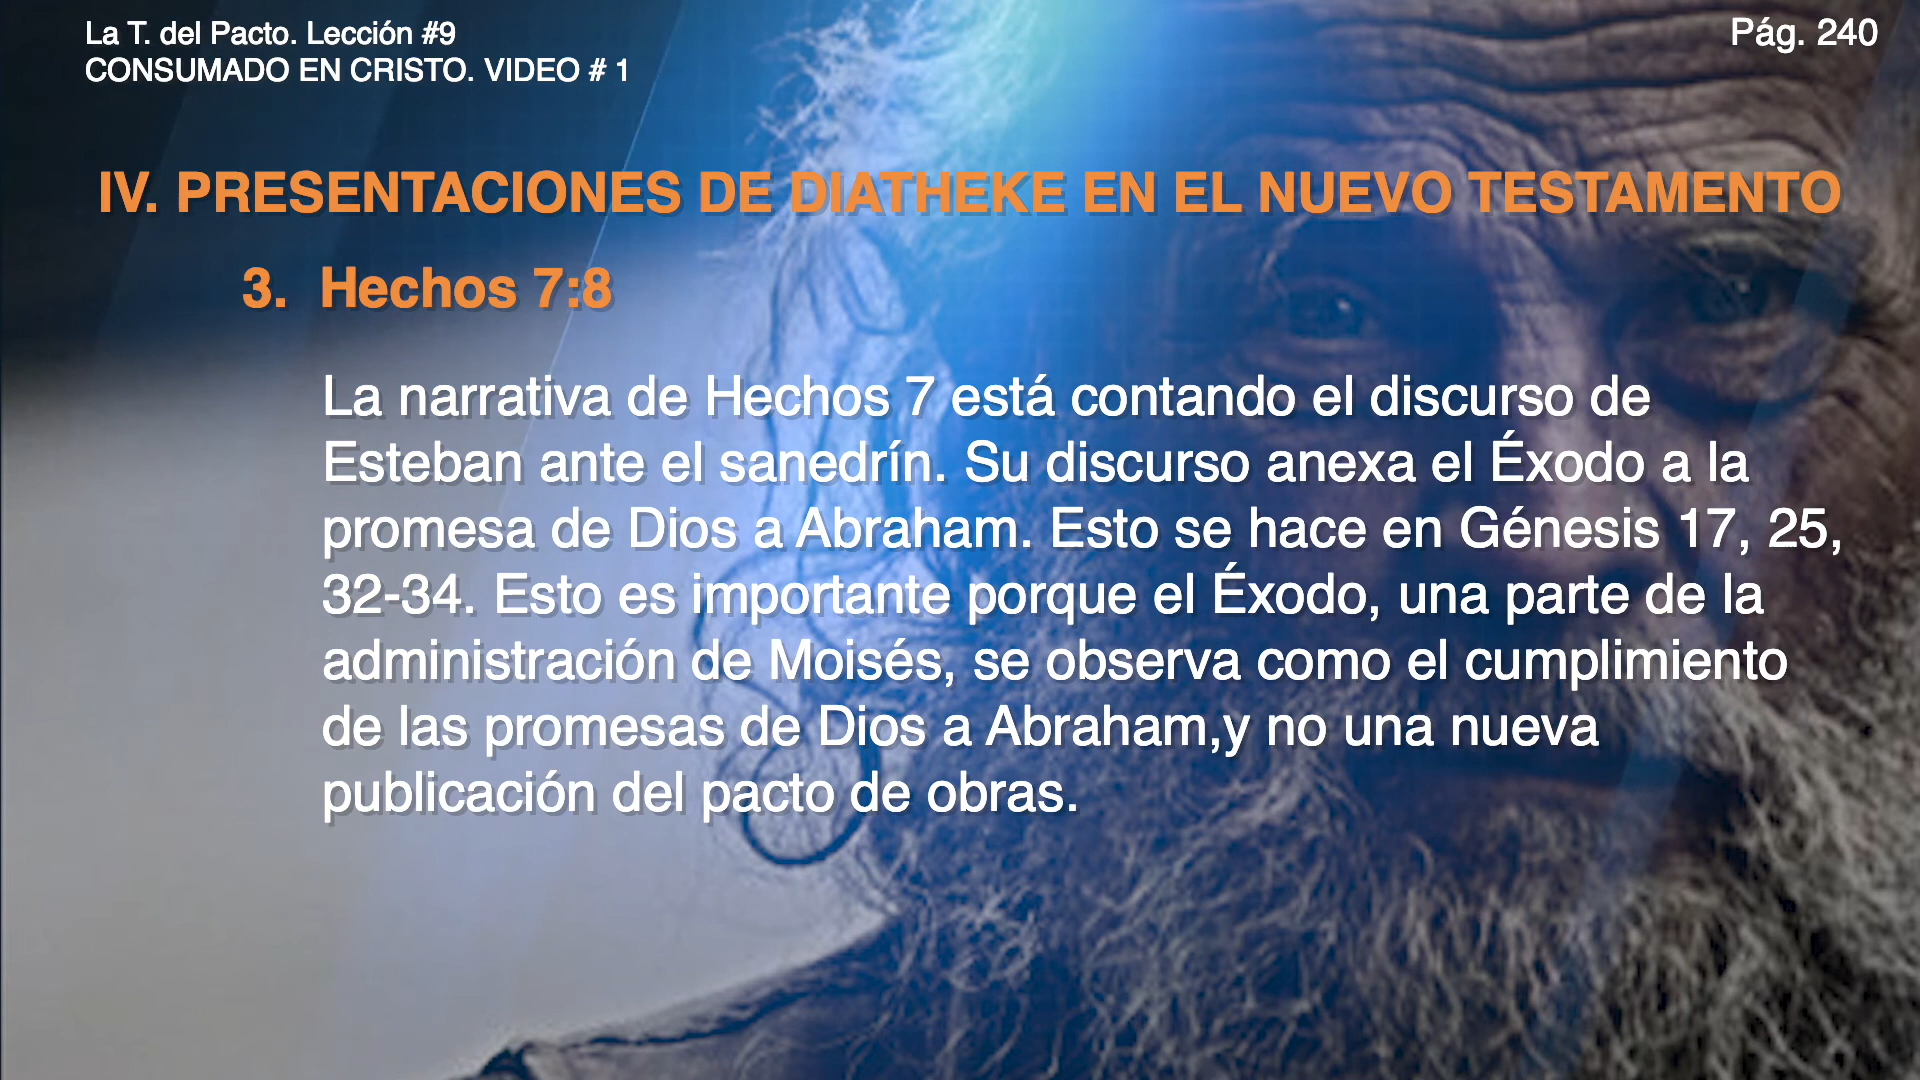 La T. del Pacto. Lección #9
CONSUMADO EN CRISTO. VIDEO # 1
Pág. 240
IV. PRESENTACIONES DE DIATHEKE EN EL NUEVO TESTAMENTO
3. Hechos 7:8
La narrativa de Hechos 7 está contando el discurso de
Esteban ante el sanedrín. Su discurso anexa el Éxodo a la
promesa de Dios a Abraham. Esto se hace en Génesis 17, 25,
32-34. Esto es importante porque el Éxodo, una parte de la
administración de Moisés, se observa como el cumplimiento
de las promesas de Dios a Abraham,y no una nueva
publicación del pacto de obras.